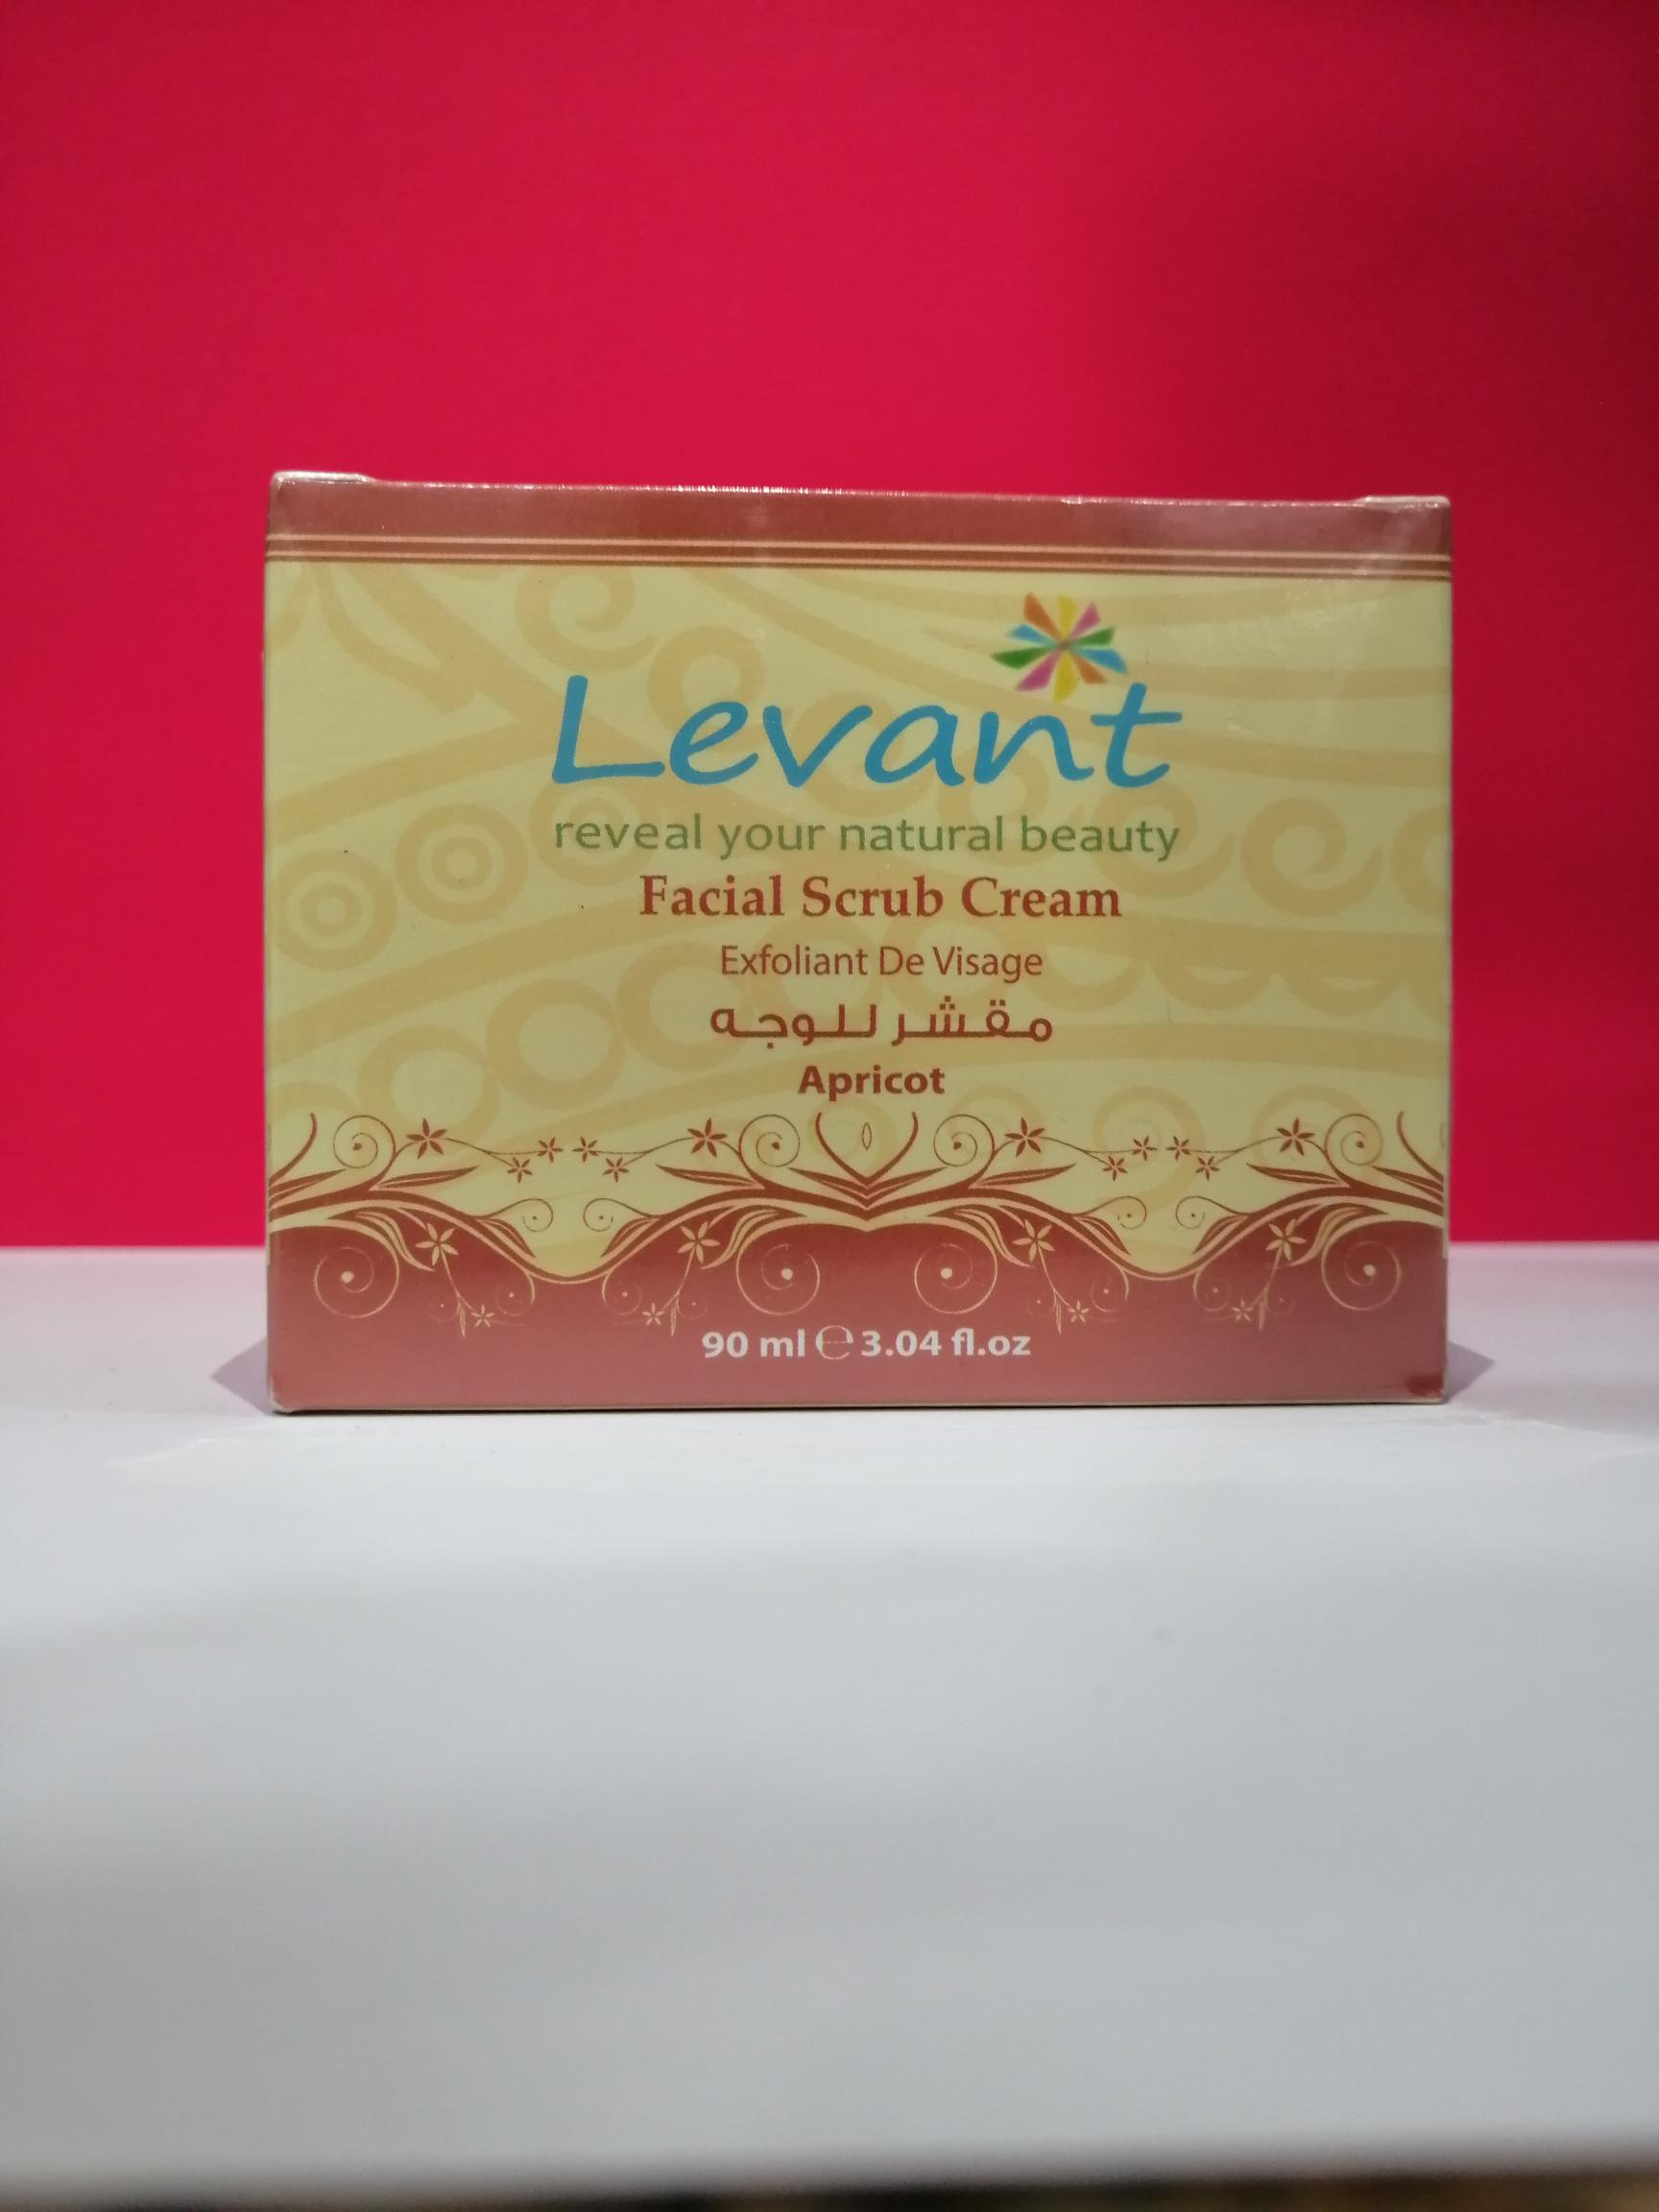 Levant
reveal your natural beauty
Facial Scrub Cream
Exfoliant De Visage
مقشر للوجه
Apricot
90 ml ℮ 3.04 fl.oz